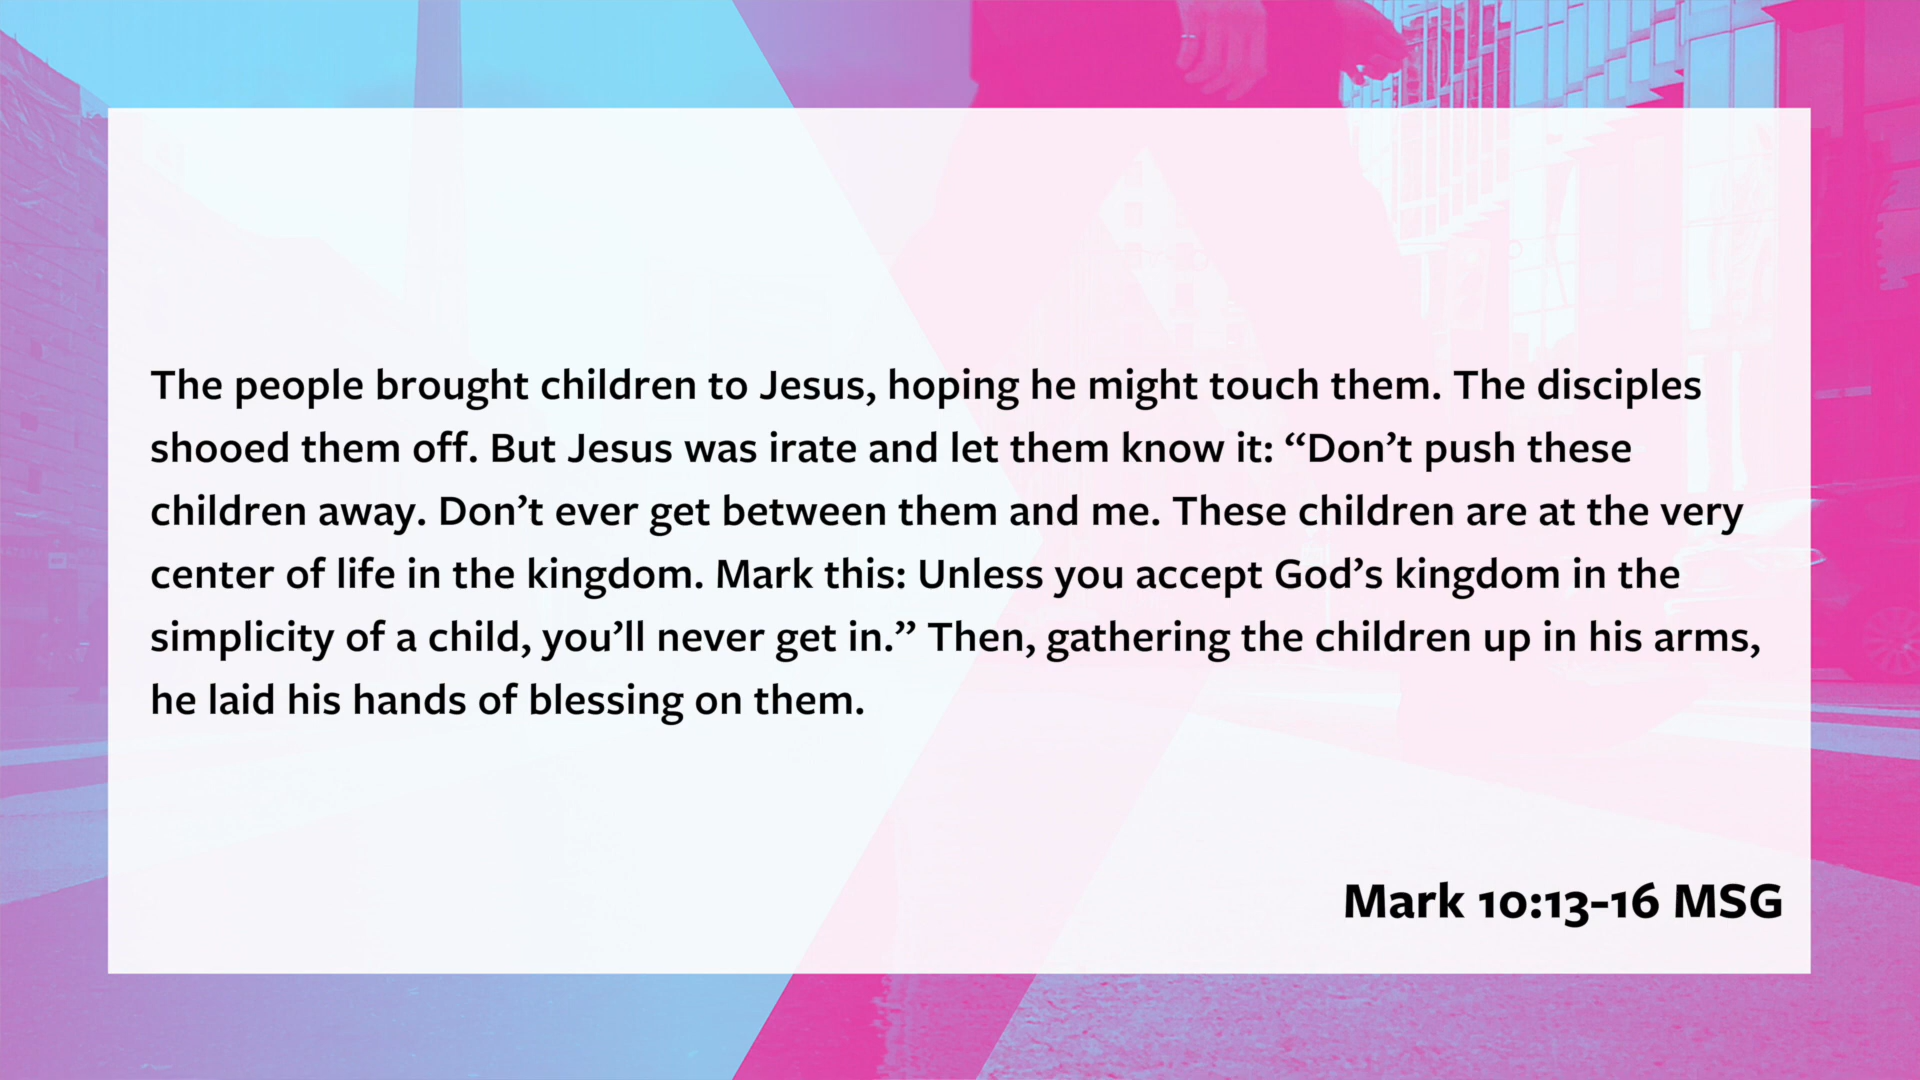 The people brought children to Jesus, hoping he might touch them. The disciples
shooed them off. But Jesus was irate and let them know it: “Don’t push these
children away. Don’t ever get between them and me. These children are at the very
center of life in the kingdom. Mark this: Unless you accept God’s kingdom in the
simplicity of a child, you’ll never get in.” Then, gathering the children up in his arms,
he laid his hands of blessing on them.
Mark 10:13-16 MSG